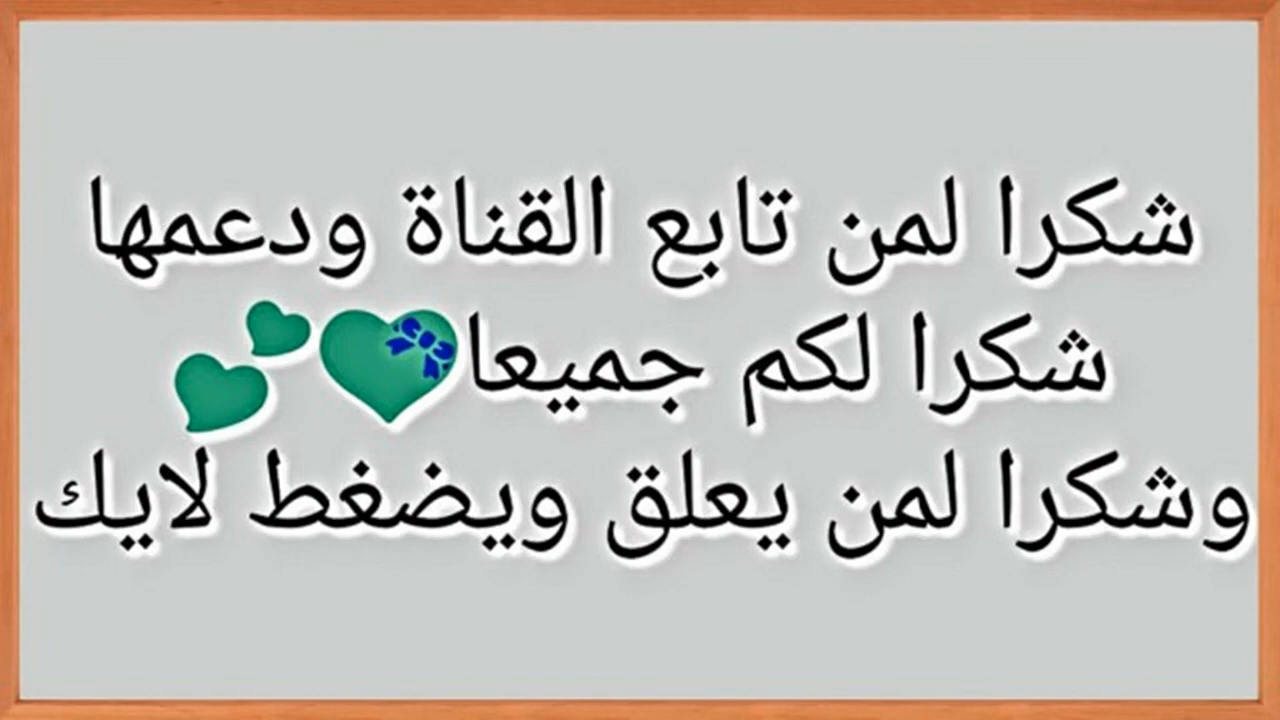 شكرا لمن تابع القناة ودعمها
شكرا لكم جميعا💝💕
وشكرا لمن يعلق ويضغط لايك